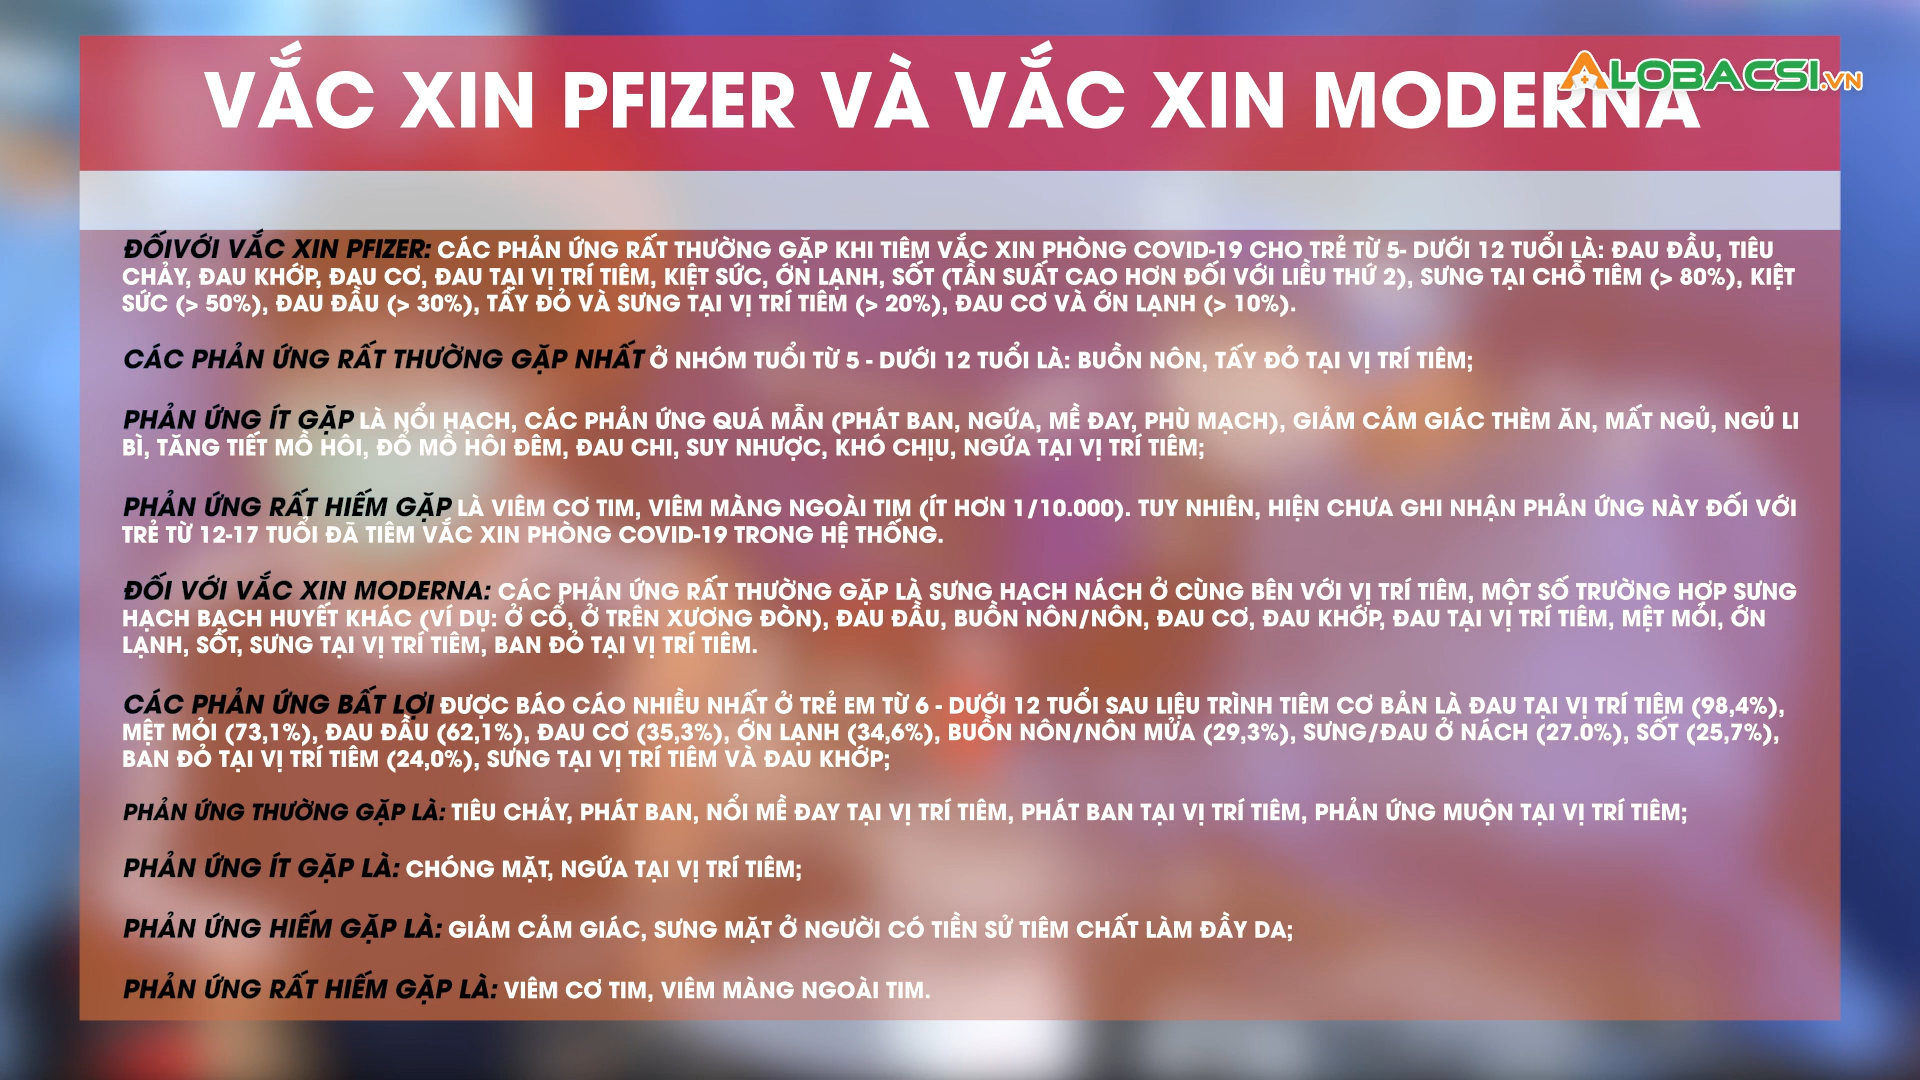 VẮC XIN PFIZER VÀ VẮC XIN MODERNA
ALOBACSI.VN
ĐỐIVỚI VẮC XIN PFIZER: CÁC PHẢN ỨNG RẤT THƯỜNG GẶP KHI TIÊM VẮC XIN PHÒNG COVID-19 CHO TRẺ TỪ 5- DƯỚI 12 TUỔI LÀ: ĐAU ĐẦU, TIÊU
CHẢY, ĐAU KHỚP, ĐAU CƠ, ĐAU TẠI VỊ TRÍ TIÊM, KIỆT SỨC, ỚN LẠNH, SỐT (TẦN SUẤT CAO HƠN ĐỐI VỚI LIỀU THỨ 2), SƯNG TẠI CHỖ TIÊM (> 80%), KIỆT
SỨC (> 50%), ĐAU ĐẦU (> 30%), TẤY ĐỎ VÀ SƯNG TẠI VỊ TRÍ TIÊM (> 20%), ĐAU CƠ VÀ ỚN LẠNH (> 10%).
CÁC PHẢN ỨNG RẤT THƯỜNG GẶP NHẤT Ở NHÓM TUỔI TỪ 5 - DƯỚI 12 TUỔI LÀ: BUỒN NÔN, TẤY ĐỎ TẠI VỊ TRÍ TIÊM;
PHẢN ỨNG ÍT GẶP LÀ NỔI HẠCH, CÁC PHẢN ỨNG QUÁ MẪN (PHÁT BAN, NGỨA, MỀ ĐAY, PHÙ MẠCH), GIẢM CẢM GIÁC THÈM ĂN, MẤT NGỦ, NGỦ LI
BÌ, TĂNG TIẾT MỒ HÔI, ĐỔ MỒ HÔI ĐÊM, ĐAU CHI, SUY NHƯỢC, KHÓ CHỊU, NGỨA TẠI VỊ TRÍ TIÊM;
PHẢN ỨNG RẤT HIẾM GẶP LÀ VIÊM CƠ TIM, VIÊM MÀNG NGOÀI TIM (ÍT HƠN 1/10.000). TUY NHIÊN, HIỆN CHƯA GHI NHẬN PHẢN ỨNG NÀY ĐỐI VỚI
TRẺ TỪ 12-17 TUỔI ĐÃ TIÊM VẮC XIN PHÒNG COVID-19 TRONG HỆ THỐNG.
ĐỐI VỚI VẮC XIN MODERNA: CÁC PHẢN ỨNG RẤT THƯỜNG GẶP LÀ SƯNG HẠCH NÁCH Ở CÙNG BÊN VỚI VỊ TRÍ TIÊM, MỘT SỐ TRƯỜNG HỢP SƯNG
HẠCH BẠCH HUYẾT KHÁC (VÍ DỤ: Ở CỔ, Ở TRÊN XƯƠNG ĐÒN), ĐAU ĐẦU, BUỒN NÔN/NÔN, ĐAU CƠ, ĐAU KHỚP, ĐAU TẠI VỊ TRÍ TIÊM, MỆT MỎI, ỚN
LẠNH, SỐT, SƯNG TẠI VỊ TRÍ TIÊM, BAN ĐỎ TẠI VỊ TRÍ TIÊM.
CÁC PHẢN ỨNG BẤT LỢI ĐƯỢC BÁO CÁO NHIỀU NHẤT Ở TRẺ EM TỪ 6 - DƯỚI 12 TUỔI SAU LIỆU TRÌNH TIÊM CƠ BẢN LÀ ĐAU TẠI VỊ TRÍ TIÊM (98,4%),
MỆT MỎI (73,1%), ĐAU ĐẦU (62,1%), ĐAU CƠ (35,3%), ỚN LẠNH (34,6%), BUỒN NÔN/NÔN MỬA (29,3%), SƯNG/ĐAU Ở NÁCH (27.0%), SỐT (25,7%),
BAN ĐỎ TẠI VỊ TRÍ TIÊM (24,0%), SƯNG TẠI VỊ TRÍ TIÊM VÀ ĐAU KHỚP;
PHẢN ỨNG THƯỜNG GẶP LÀ: TIÊU CHẢY, PHÁT BAN, NỔI MỀ ĐAY TẠI VỊ TRÍ TIÊM, PHÁT BAN TẠI VỊ TRÍ TIÊM, PHẢN ỨNG MUỘN TẠI VỊ TRÍ TIÊM;
PHẢN ỨNG ÍT GẶP LÀ: CHÓNG MẶT, NGỨA TẠI VỊ TRÍ TIÊM;
PHẢN ỨNG HIẾM GẶP LÀ: GIẢM CẢM GIÁC, SƯNG MẶT Ở NGƯỜI CÓ TIỀN SỬ TIÊM CHẤT LÀM ĐẦY DA;
PHẢN ỨNG RẤT HIẾM GẶP LÀ: VIÊM CƠ TIM, VIÊM MÀNG NGOÀI TIM.